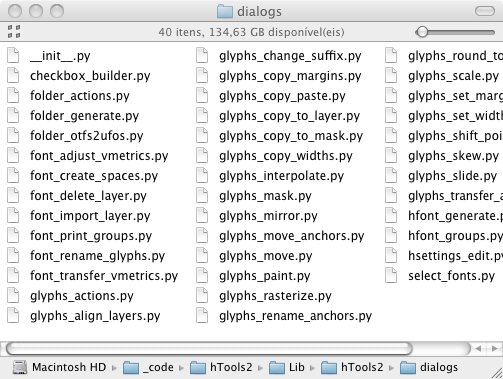 dialogs
40 itens, 134,63 GB disponível(eis)
__init__.py
checkbox_builder.py
folder_actions.py
folder_generate.py
folder_otfs2ufos.py
font_adjust_vmetrics.py
font_create_spaces.py
font_delete_layer.py
font_import_layer.py
font_print_groups.py
font_rename_glyphs.py
font_transfer_vmetrics.py
glyphs_actions.py
glyphs_align_layers.py
glyphs_change_suffix.py
glyphs_copy_margins.py
glyphs_copy_paste.py
glyphs_copy_to_layer.py
glyphs_copy_to_mask.py
glyphs_copy_widths.py
glyphs_interpolate.py
glyphs_mask.py
glyphs_mirror.py
glyphs_move_anchors.py
glyphs_move.py
glyphs_paint.py
glyphs_rasterize.py
glyphs_rename_anchors.py
glyphs_round_to
glyphs_scale.py
glyphs_set_marg
glyphs_set_width
glyphs_shift_poi
glyphs_skew.py
glyphs_slide.py
glyphs_transfer_a
hfont_generate.p
hfont_groups.py
hsettings_edit.py
select_fonts.py
Macintosh HD _code hTools2 Lib hTools2 dialogs